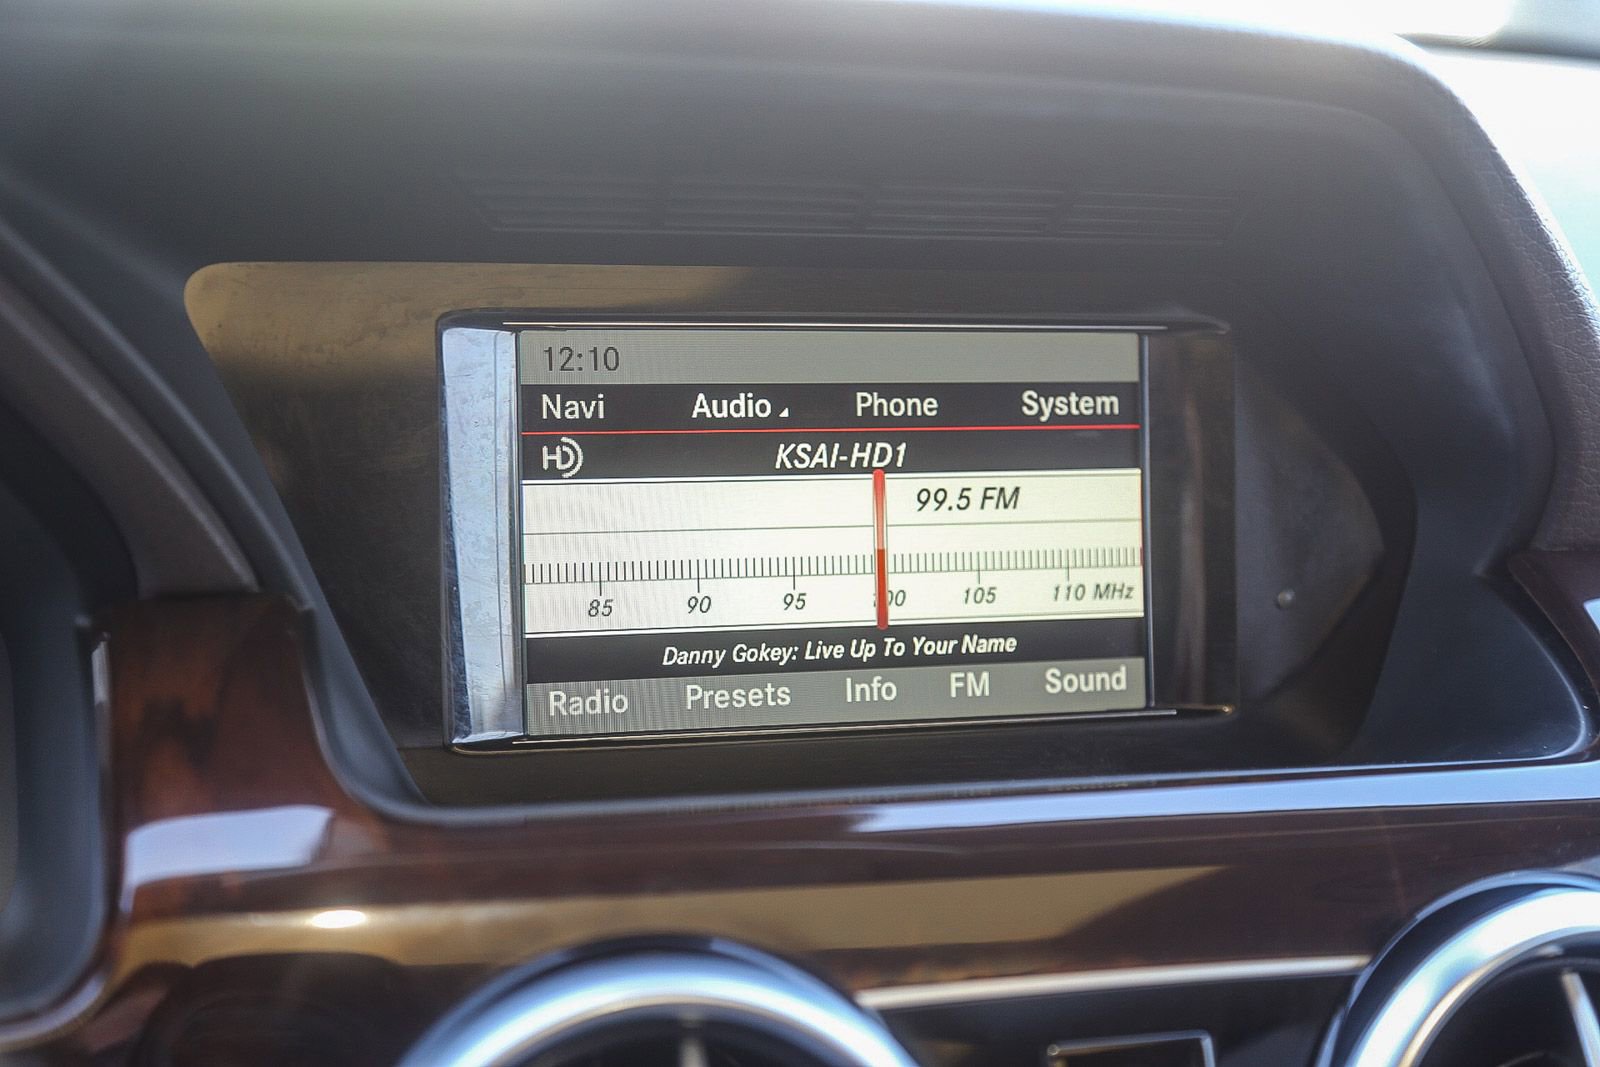 12:10
Navi Audio Phone System
HD KSAI-HD1
99.5 FM
85 90 95 100 105 110 MHz
Danny Gokey: Live Up To Your Name
Radio Presets Info FM Sound